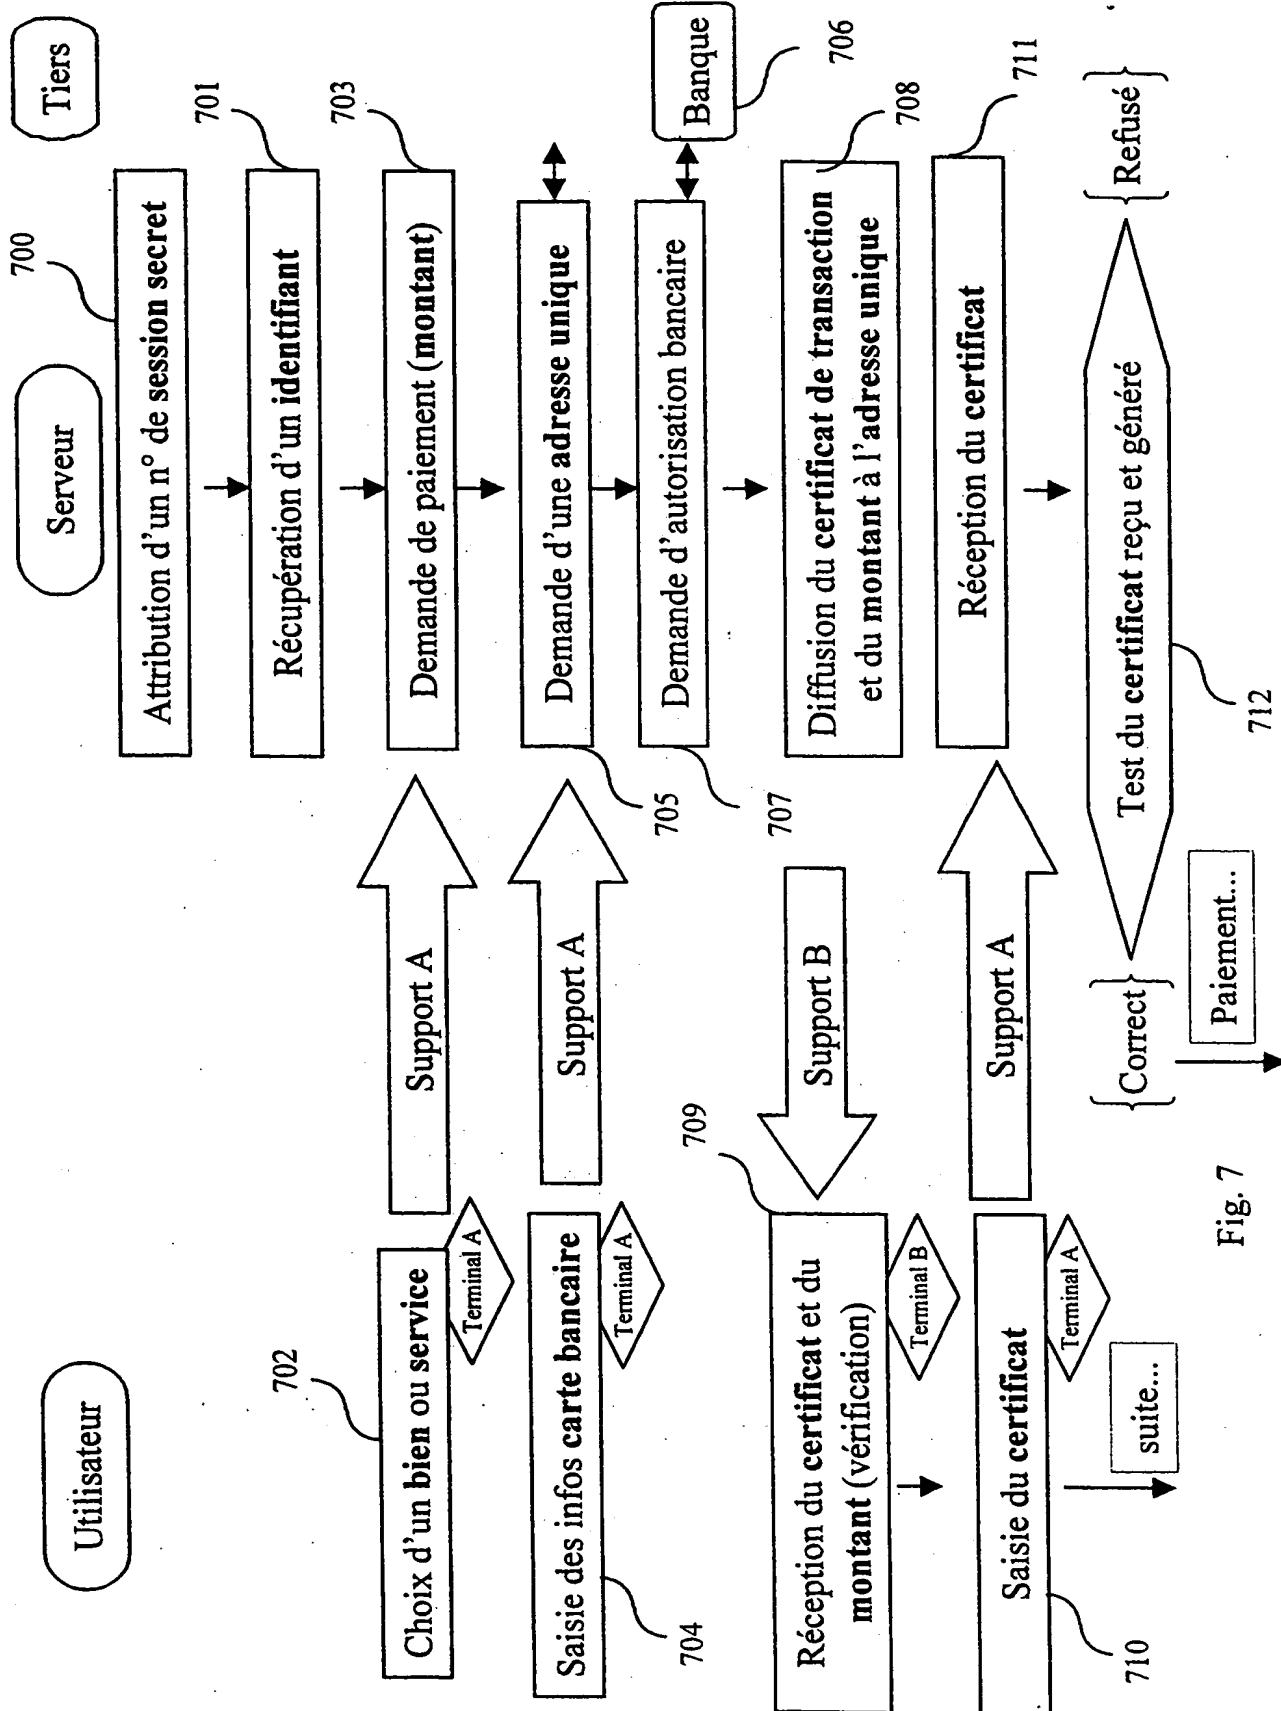 Utilisateur
Serveur
Tiers
700
Attribution d'un n° de session secret
701
Récupération d'un identifiant
702
Choix d'un bien ou service
Terminal A
Support A
703
Demande de paiement (montant)
704
Saisie des infos carte bancaire
Terminal A
Support A
705
Demande d'une adresse unique
707
Demande d'autorisation bancaire
Banque
706
708
Diffusion du certificat de transaction
et du montant à l'adresse unique
Support B
709
Réception du certificat et du
montant (vérification)
Terminal B
710
Saisie du certificat
Terminal A
Support A
711
Réception du certificat
suite...
{Correct}
Test du certificat reçu et généré
{Refusé}
712
Paiement...
Fig. 7